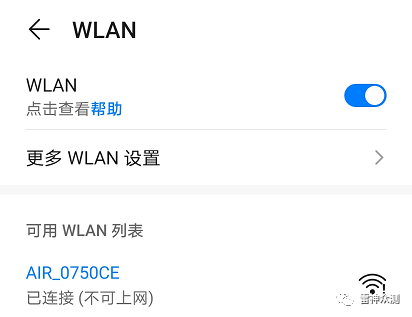 WLAN
WLAN
点击查看帮助
更多 WLAN 设置
可用 WLAN 列表
AIR_0750CE
已连接 (不可上网)
雷神众测